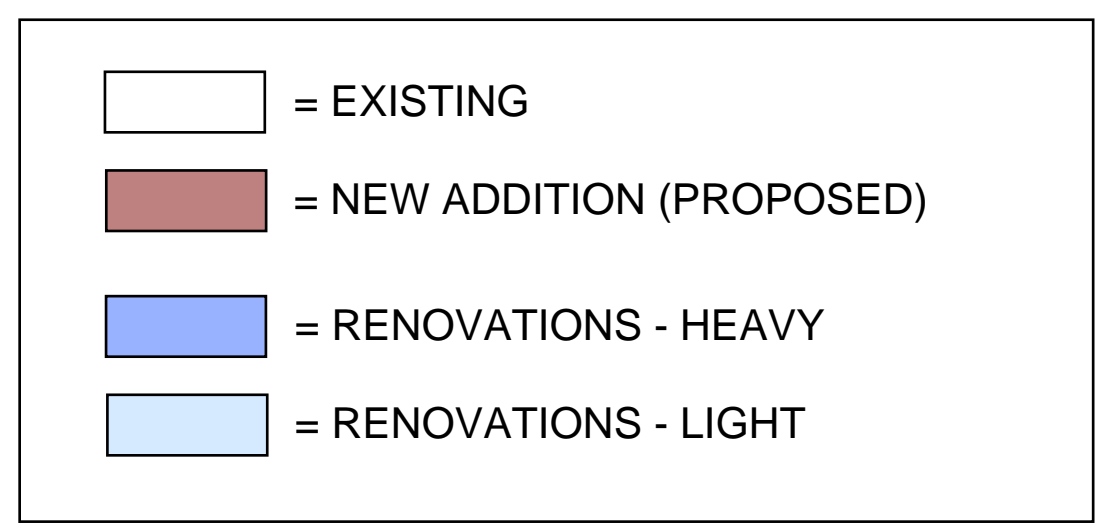 = EXISTING
= NEW ADDITION (PROPOSED)
= RENOVATIONS - HEAVY
= RENOVATIONS - LIGHT